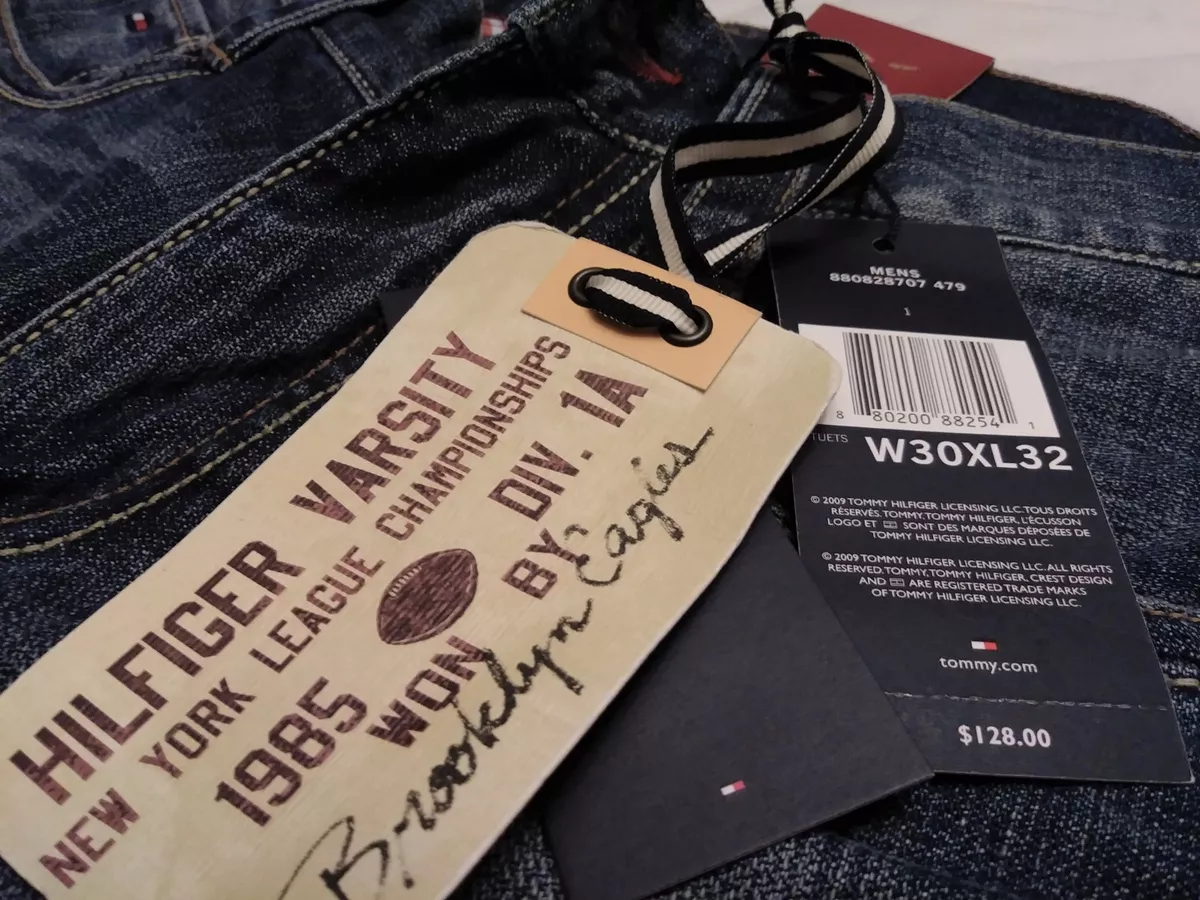 HILFIGER VARSITY
NEW YORK LEAGUE CHAMPIONSHIPS
1985 DIV. 1A
WON BY:
Brooklyn Eagles
MENS
880828707 479
1
8 80200 88254 1
TUETS
W30XL32
© 2009 TOMMY HILFIGER LICENSING LLC. TOUS DROITS
RÉSERVÉS. TOMMY, TOMMY HILFIGER, L'ÉCUSSON
LOGO ET SONT DES MARQUES DÉPOSÉES DE
TOMMY HILFIGER LICENSING LLC.
© 2009 TOMMY HILFIGER LICENSING LLC. ALL RIGHTS
RESERVED. TOMMY, TOMMY HILFIGER, CREST DESIGN
AND ARE REGISTERED TRADE MARKS
OF TOMMY HILFIGER LICENSING LLC.
tommy.com
$128.00